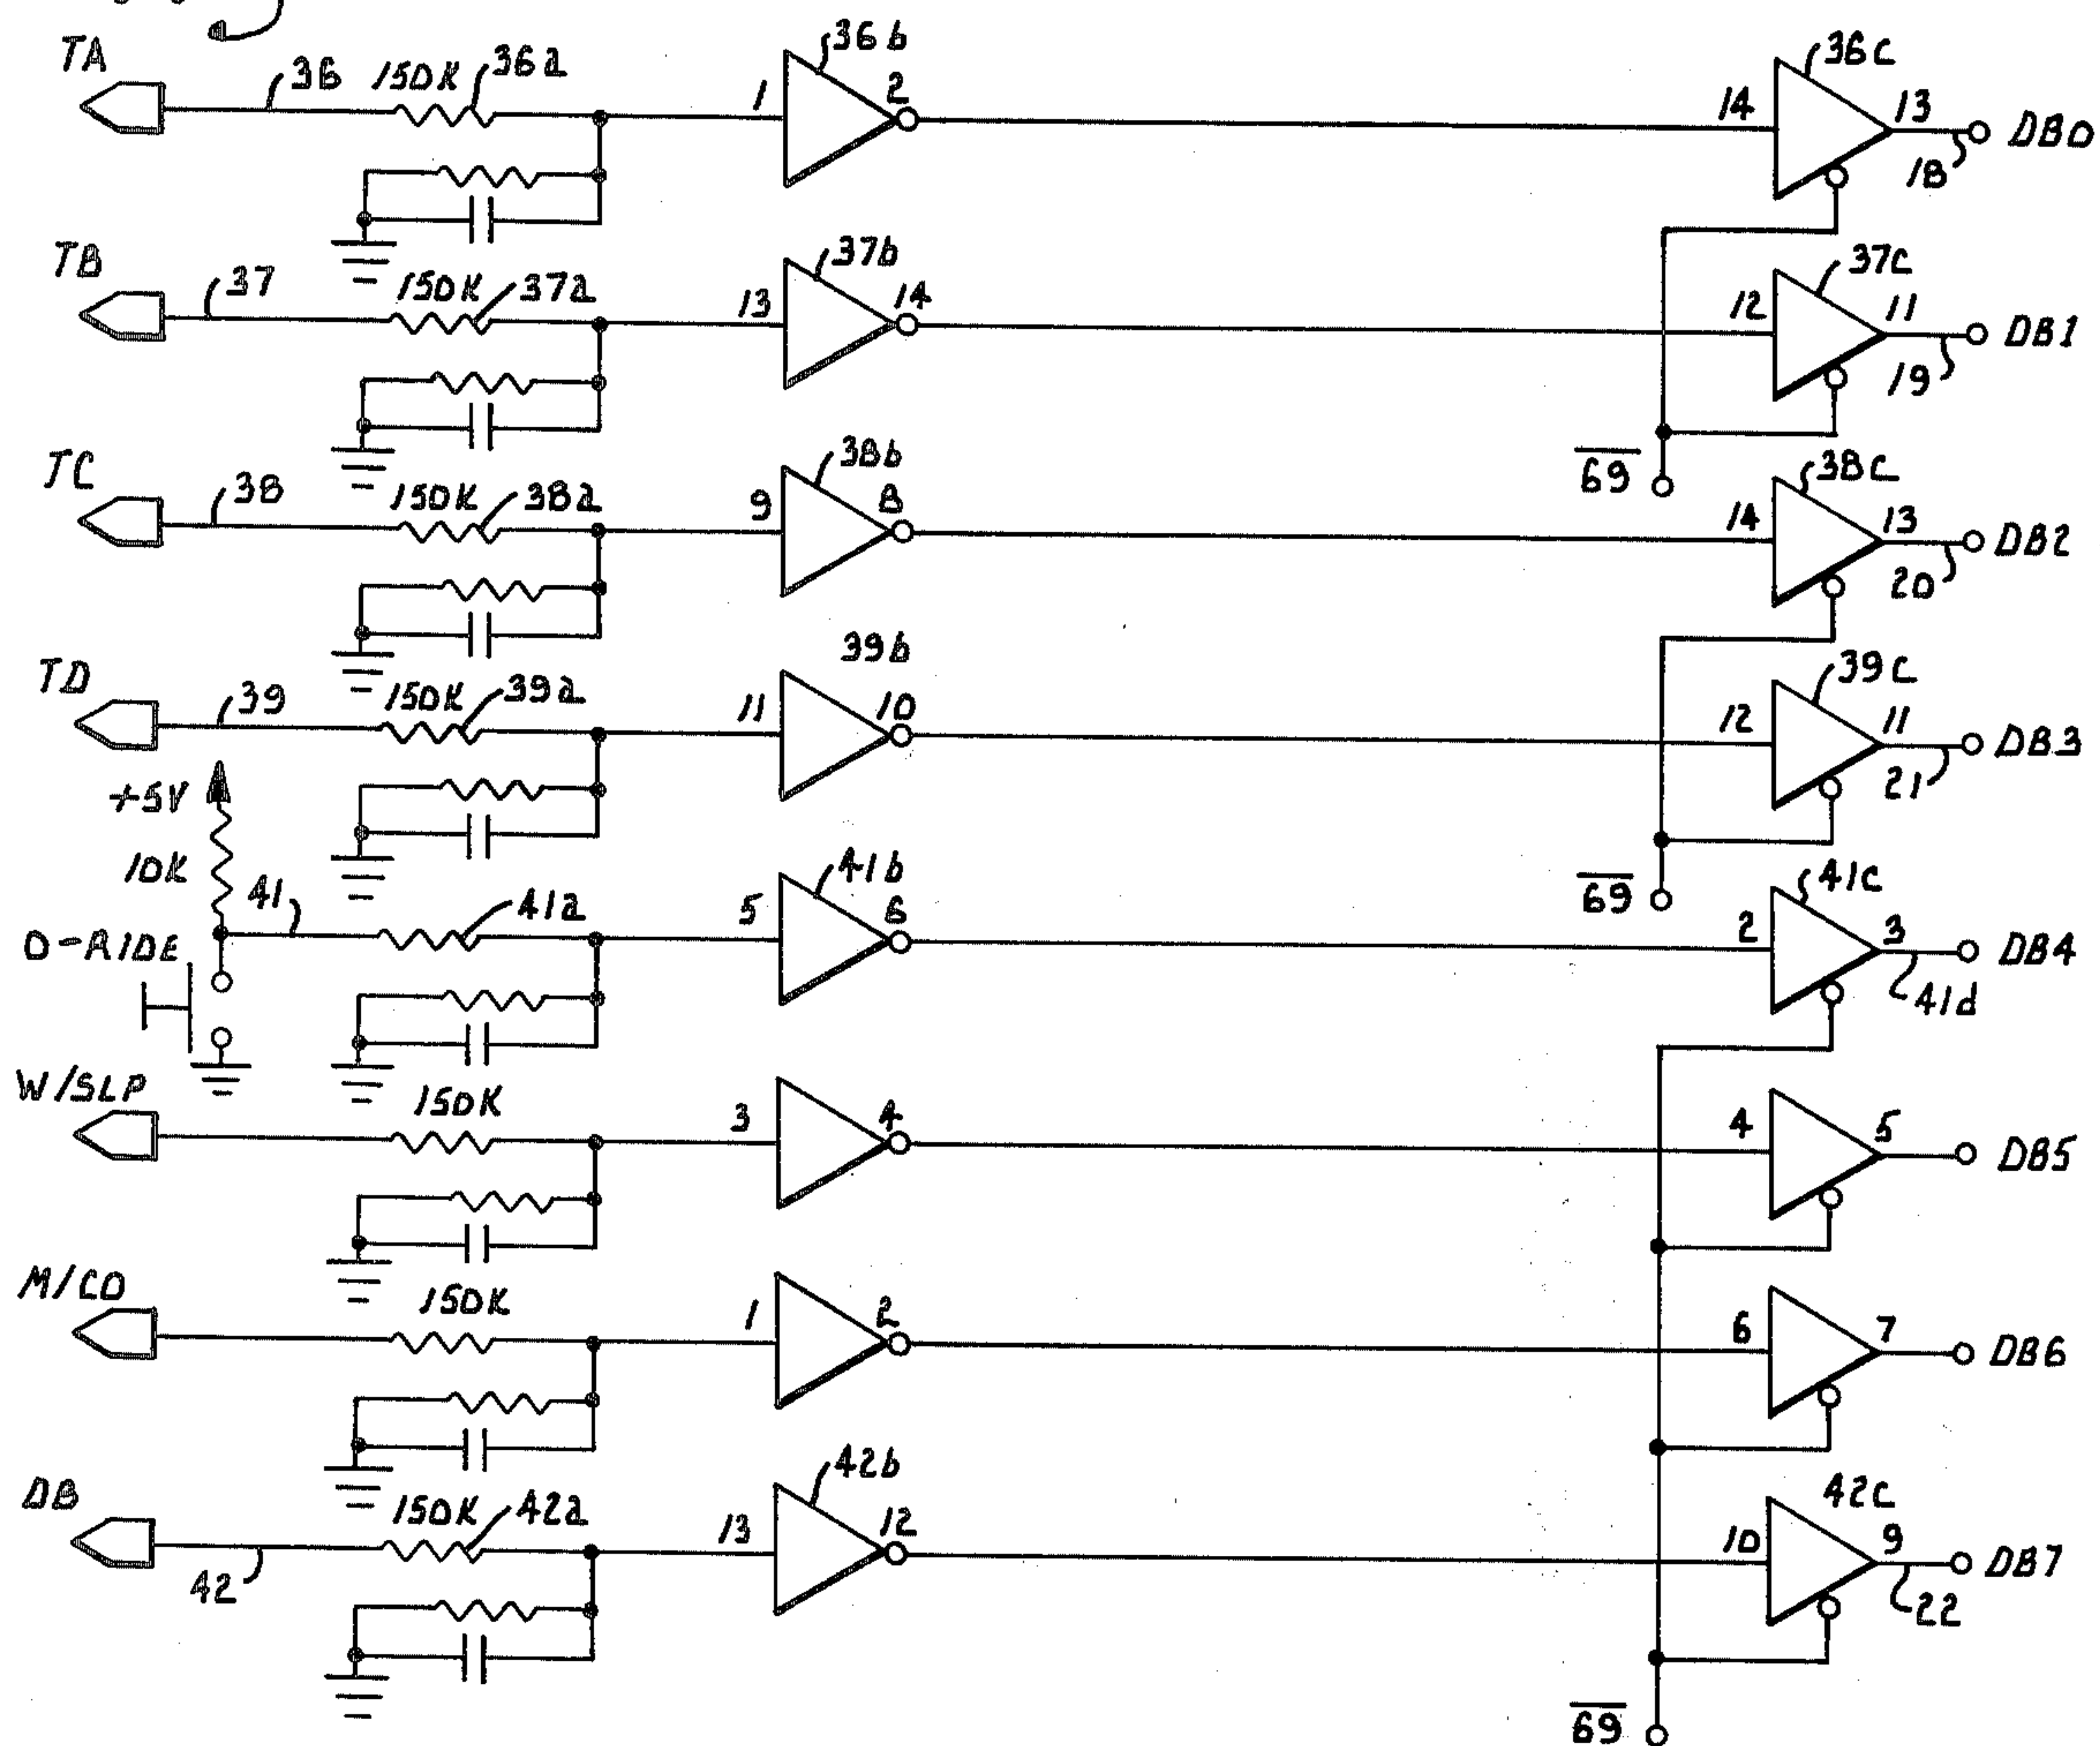 TA 36 150K 36a 1 36b 2 14 36c 13 18 DB0
TB 37 150K 37a 13 37b 14 12 37c 11 19 DB1
69
TC 38 150K 38a 9 38b 8 14 38c 13 20 DB2
TD 39 150K 39a 11 39b 10 12 39c 11 21 DB3
69
+5V
10K
O-RIDE 41 41a 5 41b 6 2 41c 3 41d DB4
W/SLP 150K 3 4 4 5 DB5
M/CO 150K 1 2 6 7 DB6
DB 42 150K 42a 13 42b 12 10 42c 9 22 DB7
69